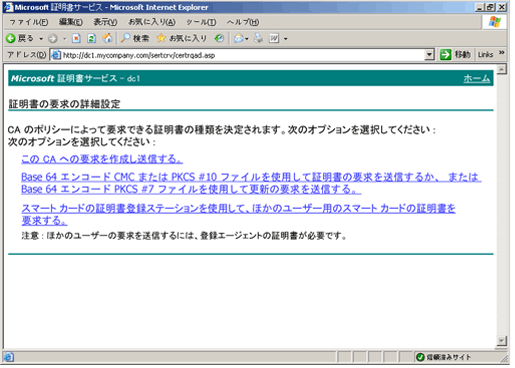 Microsoft 証明書サービス - Microsoft Internet Explorer
ファイル(F) 編集(E) 表示(V) お気に入り(A) ツール(T) ヘルプ(H)
戻る 検索 お気に入り
アドレス(D) http://dc1.mycompany.com/sertcrv/certrqad.asp 移動 Links »
Microsoft 証明書サービス - dc1 ホーム
証明書の要求の詳細設定
CA のポリシーによって要求できる証明書の種類を決定されます。次のオプションを選択してください :
次のオプションを選択してください :
この CA への要求を作成し送信する。
Base 64 エンコード CMC または PKCS #10 ファイルを使用して証明書の要求を送信するか、 または
Base 64 エンコード PKCS #7 ファイルを使用して更新の要求を送信する。
スマート カードの証明書登録ステーションを使用して、ほかのユーザー用のスマート カードの証明書を
要求する。
注意 : ほかのユーザーの要求を送信するには、登録エージェントの証明書が必要です。
信頼済みサイト